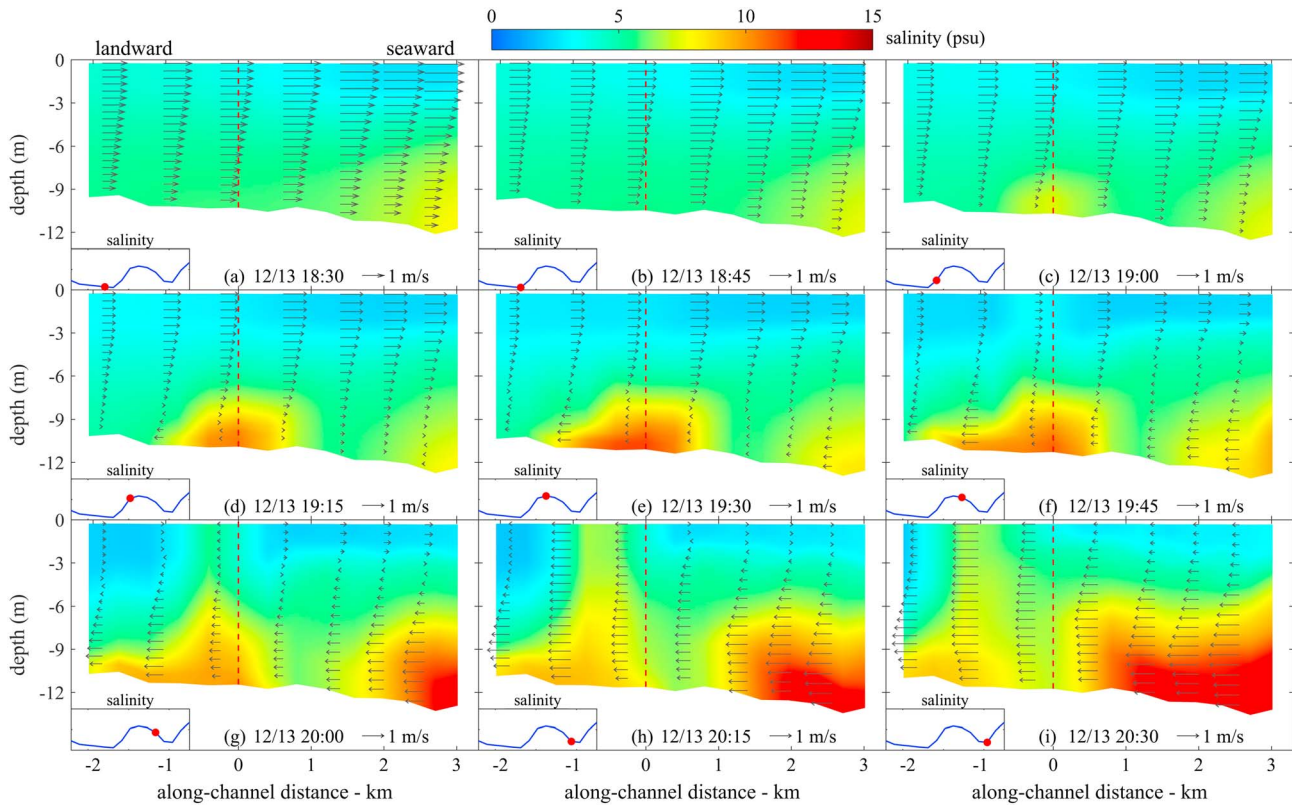 0 5 10 15
salinity (psu)
landward seaward
0
-3
-6
-9
-12
depth (m)
salinity
(a) 12/13 18:30 1 m/s
salinity
(b) 12/13 18:45 1 m/s
salinity
(c) 12/13 19:00 1 m/s
0
-3
-6
-9
-12
depth (m)
salinity
(d) 12/13 19:15 1 m/s
salinity
(e) 12/13 19:30 1 m/s
salinity
(f) 12/13 19:45 1 m/s
0
-3
-6
-9
-12
depth (m)
salinity
(g) 12/13 20:00 1 m/s
salinity
(h) 12/13 20:15 1 m/s
salinity
(i) 12/13 20:30 1 m/s
-2 -1 0 1 2 3
-2 -1 0 1 2 3
-2 -1 0 1 2 3
along-channel distance - km
along-channel distance - km
along-channel distance - km